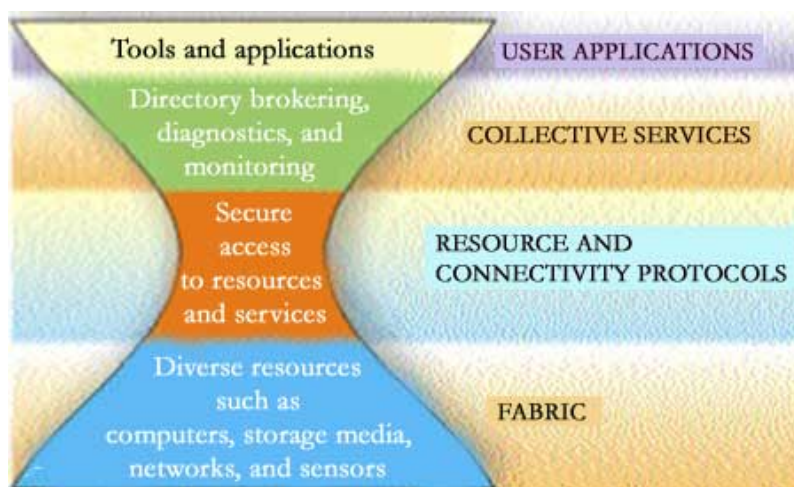 Tools and applications
USER APPLICATIONS
Directory brokering,
diagnostics, and
monitoring
COLLECTIVE SERVICES
Secure
access
to resources
and services
RESOURCE AND
CONNECTIVITY PROTOCOLS
Diverse resources
such as
computers, storage media,
networks, and sensors
FABRIC